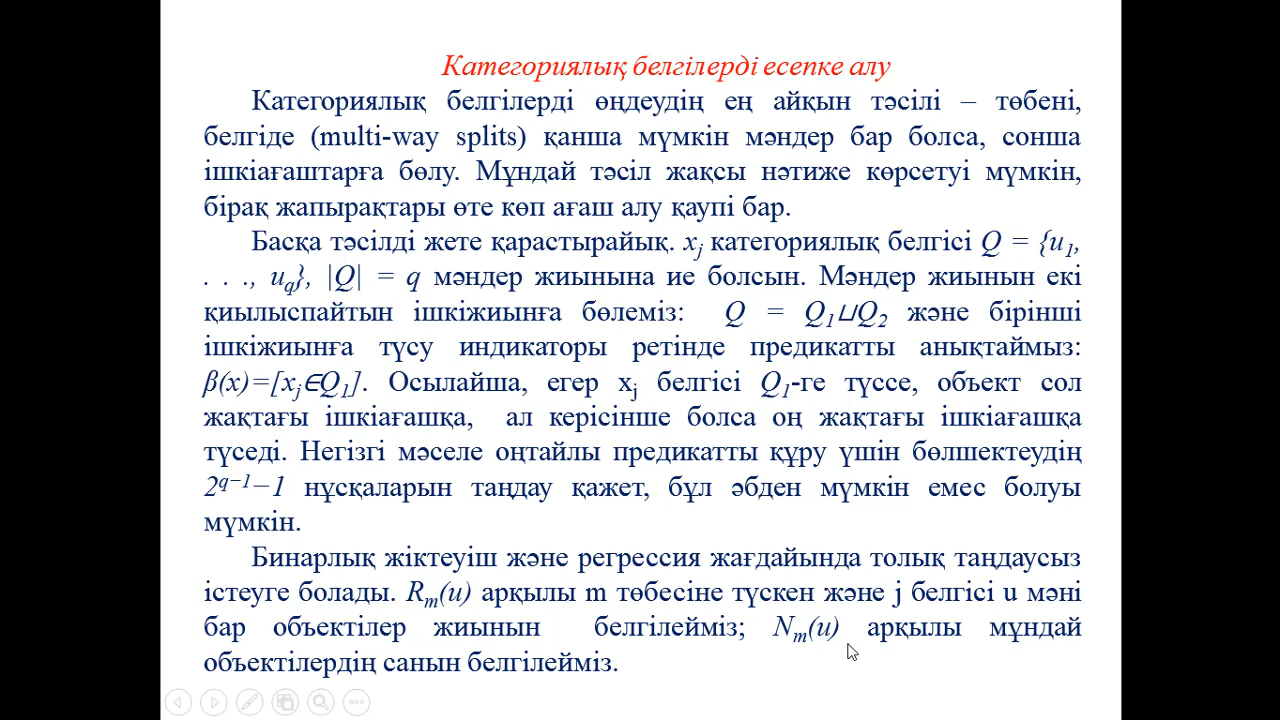 Категориялық белгілерді есепке алу
Категориялық белгілерді өңдеудің ең айқын тәсілі – төбені,
белгіде (multi-way splits) қанша мүмкін мәндер бар болса, сонша
ішкіағаштарға бөлу. Мұндай тәсіл жақсы нәтиже көрсетуі мүмкін,
бірақ жапырақтары өте көп ағаш алу қаупі бар.
Басқа тәсілді жете қарастырайық. xⱼ категориялық белгісі Q = {u₁,
. . ., u_q}, |Q| = q мәндер жиынына ие болсын. Мәндер жиынын екі
қиылыспайтын ішкіжиынға бөлеміз: Q = Q₁⊔Q₂ және бірінші
ішкіжиынға түсу индикаторы ретінде предикатты анықтаймыз:
β(x)=[xⱼ∈Q₁]. Осылайша, егер xⱼ белгісі Q₁-ге түссе, объект сол
жақтағы ішкіағашқа, ал керісінше болса оң жақтағы ішкіағашқа
түседі. Негізгі мәселе оңтайлы предикатты құру үшін бөлшектеудің
2^{q−1}−1 нұсқаларын таңдау қажет, бұл әбден мүмкін емес болуы
мүмкін.
Бинарлық жіктеуіш және регрессия жағдайында толық таңдаусыз
істеуге болады. Rₘ(u) арқылы m төбесіне түскен және j белгісі u мәні
бар объектілер жиынын белгілейміз; Nₘ(u) арқылы мұндай
объектілердің санын белгілейміз.